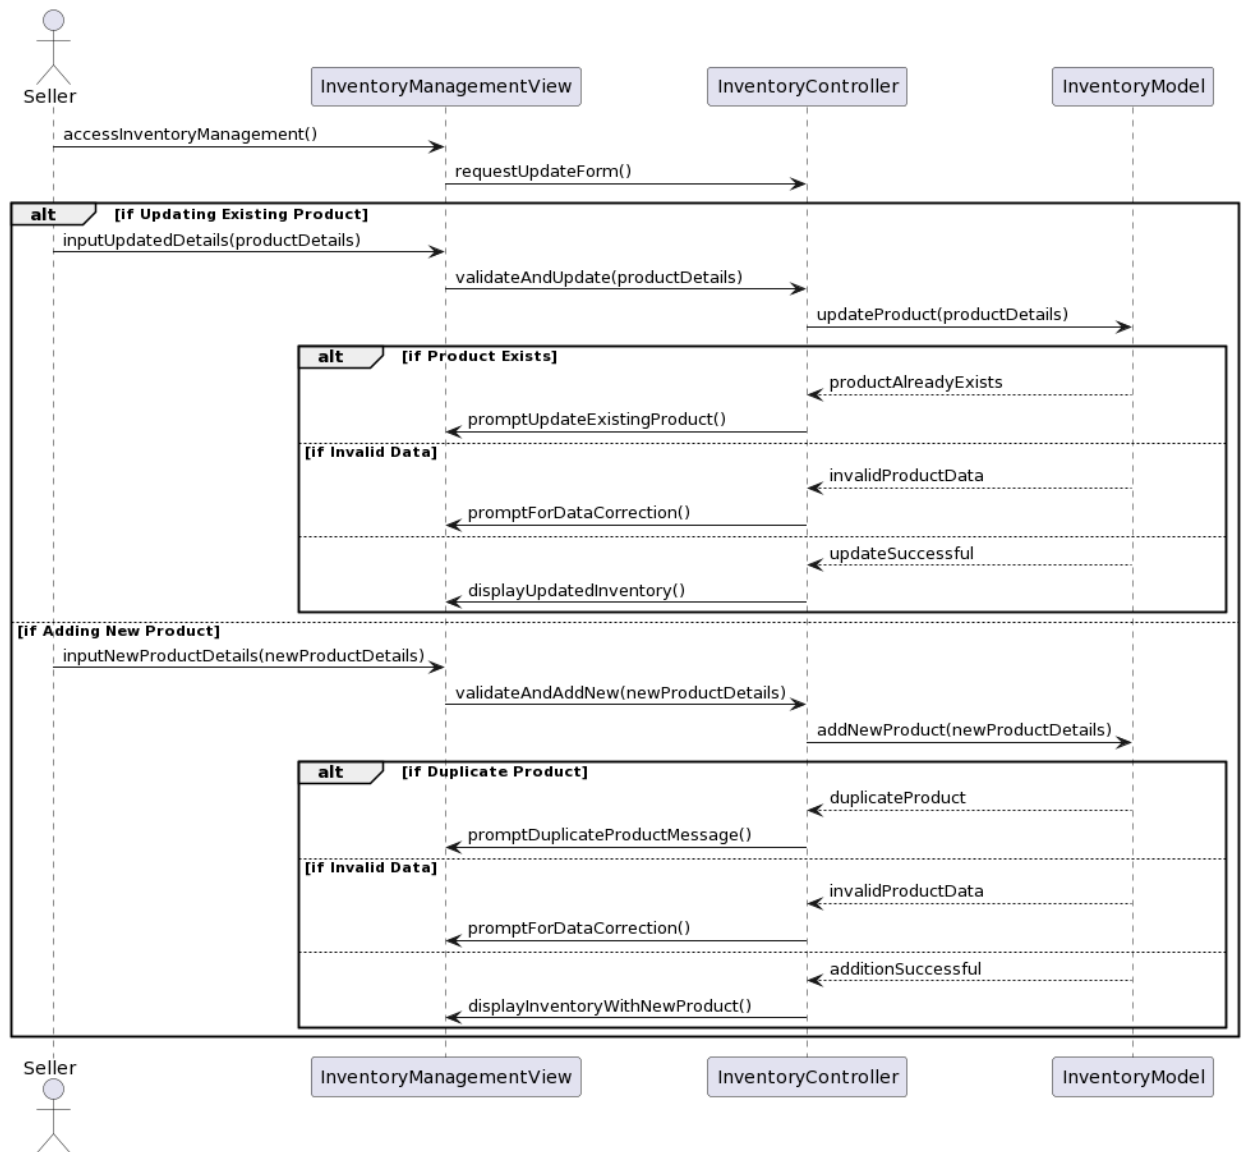 Seller
InventoryManagementView
InventoryController
InventoryModel
accessInventoryManagement()
requestUpdateForm()
alt
[if Updating Existing Product]
inputUpdatedDetails(productDetails)
validateAndUpdate(productDetails)
updateProduct(productDetails)
alt
[if Product Exists]
productAlreadyExists
promptUpdateExistingProduct()
[if Invalid Data]
invalidProductData
promptForDataCorrection()
updateSuccessful
displayUpdatedInventory()
[if Adding New Product]
inputNewProductDetails(newProductDetails)
validateAndAddNew(newProductDetails)
addNewProduct(newProductDetails)
alt
[if Duplicate Product]
duplicateProduct
promptDuplicateProductMessage()
[if Invalid Data]
invalidProductData
promptForDataCorrection()
additionSuccessful
displayInventoryWithNewProduct()
Seller
InventoryManagementView
InventoryController
InventoryModel